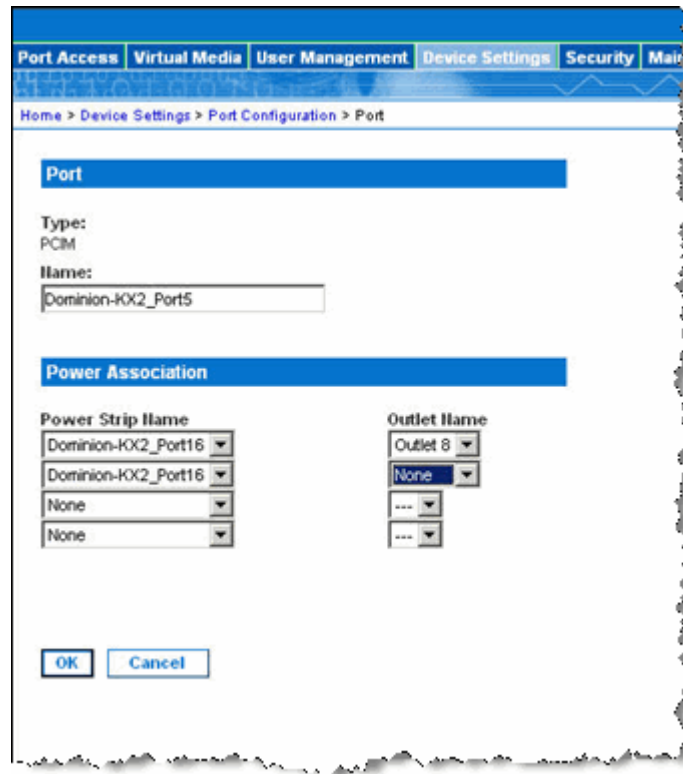 Port Access Virtual Media User Management Device Settings Security
Home > Device Settings > Port Configuration > Port
Port
Type:
PCIM
Name:
Dominion-KX2_Port5
Power Association
Power Strip Name Outlet Name
Dominion-KX2_Port16 Outlet 8
Dominion-KX2_Port16 None
None ---
None ---
OK Cancel